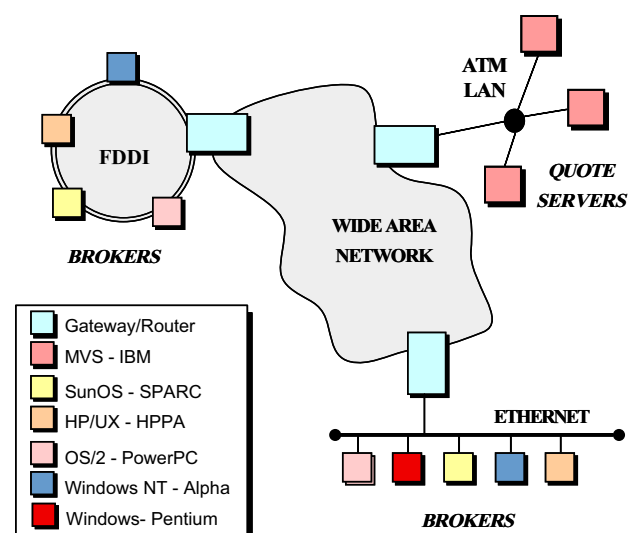 ATM
LAN
FDDI
QUOTE
SERVERS
WIDE AREA
NETWORK
BROKERS
Gateway/Router
MVS - IBM
SunOS - SPARC
HP/UX - HPPA
OS/2 - PowerPC
Windows NT - Alpha
Windows- Pentium
ETHERNET
BROKERS